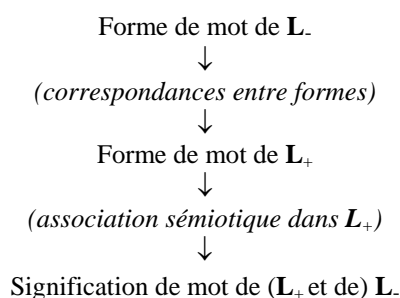 Forme de mot de L-
↓
(correspondances entre formes)
↓
Forme de mot de L+
↓
(association sémiotique dans L+)
↓
Signification de mot de (L+ et de) L-